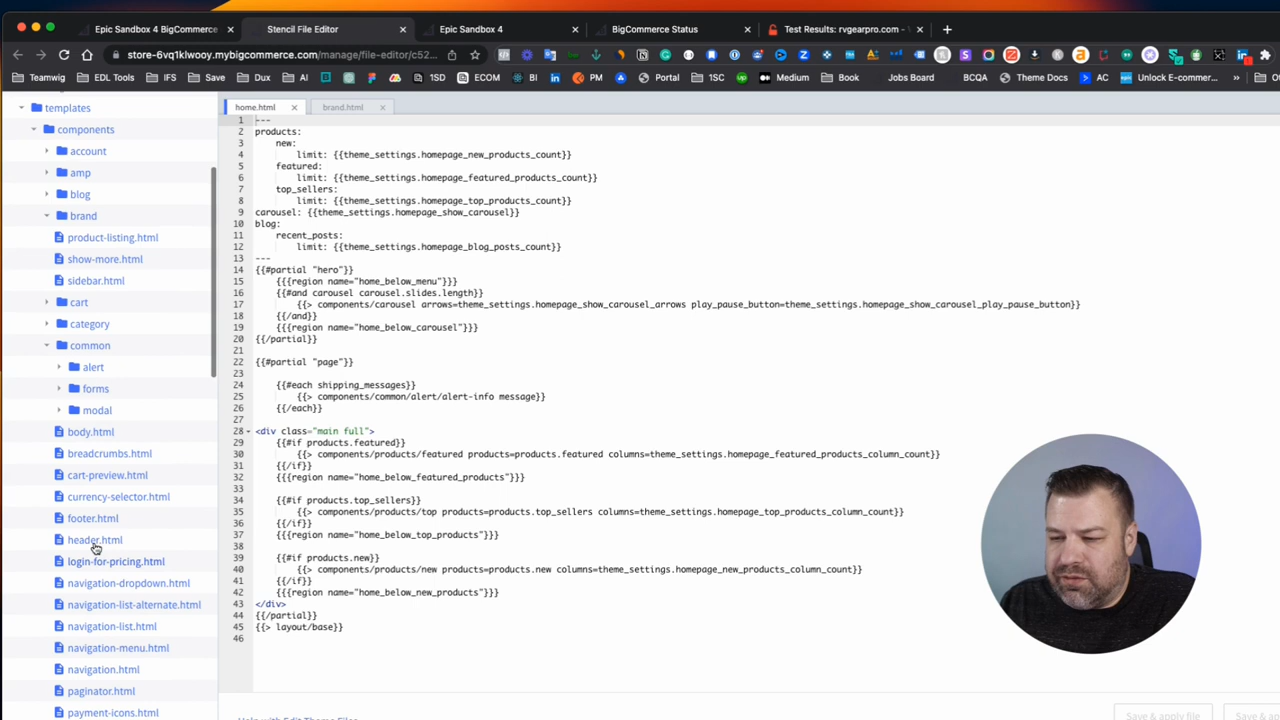 Epic Sandbox 4 BigCommerce
Stencil File Editor
Epic Sandbox 4
BigCommerce Status
Test Results: rvgearpro.com -
store-6vq1klwooy.mybigcommerce.com/manage/file-editor/c52...
Teamwig
EDL Tools
IFS
Save
Dux
AI
1SD
ECOM
BI
PM
Portal
1SC
Medium
Book
Jobs Board
BCQA
Theme Docs
AC
Unlock E-commer...
»
templates
components
account
amp
blog
brand
product-listing.html
show-more.html
sidebar.html
cart
category
common
alert
forms
modal
body.html
breadcrumbs.html
cart-preview.html
currency-selector.html
footer.html
header.html
login-for-pricing.html
navigation-dropdown.html
navigation-list-alternate.html
navigation-list.html
navigation-menu.html
navigation.html
paginator.html
payment-icons.html
home.html
brand.html
1 ---
2 products:
3 new:
4 limit: {{theme_settings.homepage_new_products_count}}
5 featured:
6 limit: {{theme_settings.homepage_featured_products_count}}
7 top_sellers:
8 limit: {{theme_settings.homepage_top_products_count}}
9 carousel: {{theme_settings.homepage_show_carousel}}
10 blog:
11 recent_posts:
12 limit: {{theme_settings.homepage_blog_posts_count}}
13 ---
14 {{#partial "hero"}}
15 {{{region name="home_below_menu"}}}
16 {{#and carousel carousel.slides.length}}
17 {{> components/carousel arrows=theme_settings.homepage_show_carousel_arrows play_pause_button=theme_settings.homepage_show_carousel_play_pause_button}}
18 {{/and}}
19 {{{region name="home_below_carousel"}}}
20 {{/partial}}
21
22 {{#partial "page"}}
23
24 {{#each shipping_messages}}
25 {{> components/common/alert/alert-info message}}
26 {{/each}}
27
28 <div class="main full">
29 {{#if products.featured}}
30 {{> components/products/featured products=products.featured columns=theme_settings.homepage_featured_products_column_count}}
31 {{/if}}
32 {{{region name="home_below_featured_products"}}}
33
34 {{#if products.top_sellers}}
35 {{> components/products/top products=products.top_sellers columns=theme_settings.homepage_top_products_column_count}}
36 {{/if}}
37 {{{region name="home_below_top_products"}}}
38
39 {{#if products.new}}
40 {{> components/products/new products=products.new columns=theme_settings.homepage_new_products_column_count}}
41 {{/if}}
42 {{{region name="home_below_new_products"}}}
43 </div>
44 {{/partial}}
45 {{> layout/base}}
46
Help with Edit Theme Files
Save & apply file
Save & ap